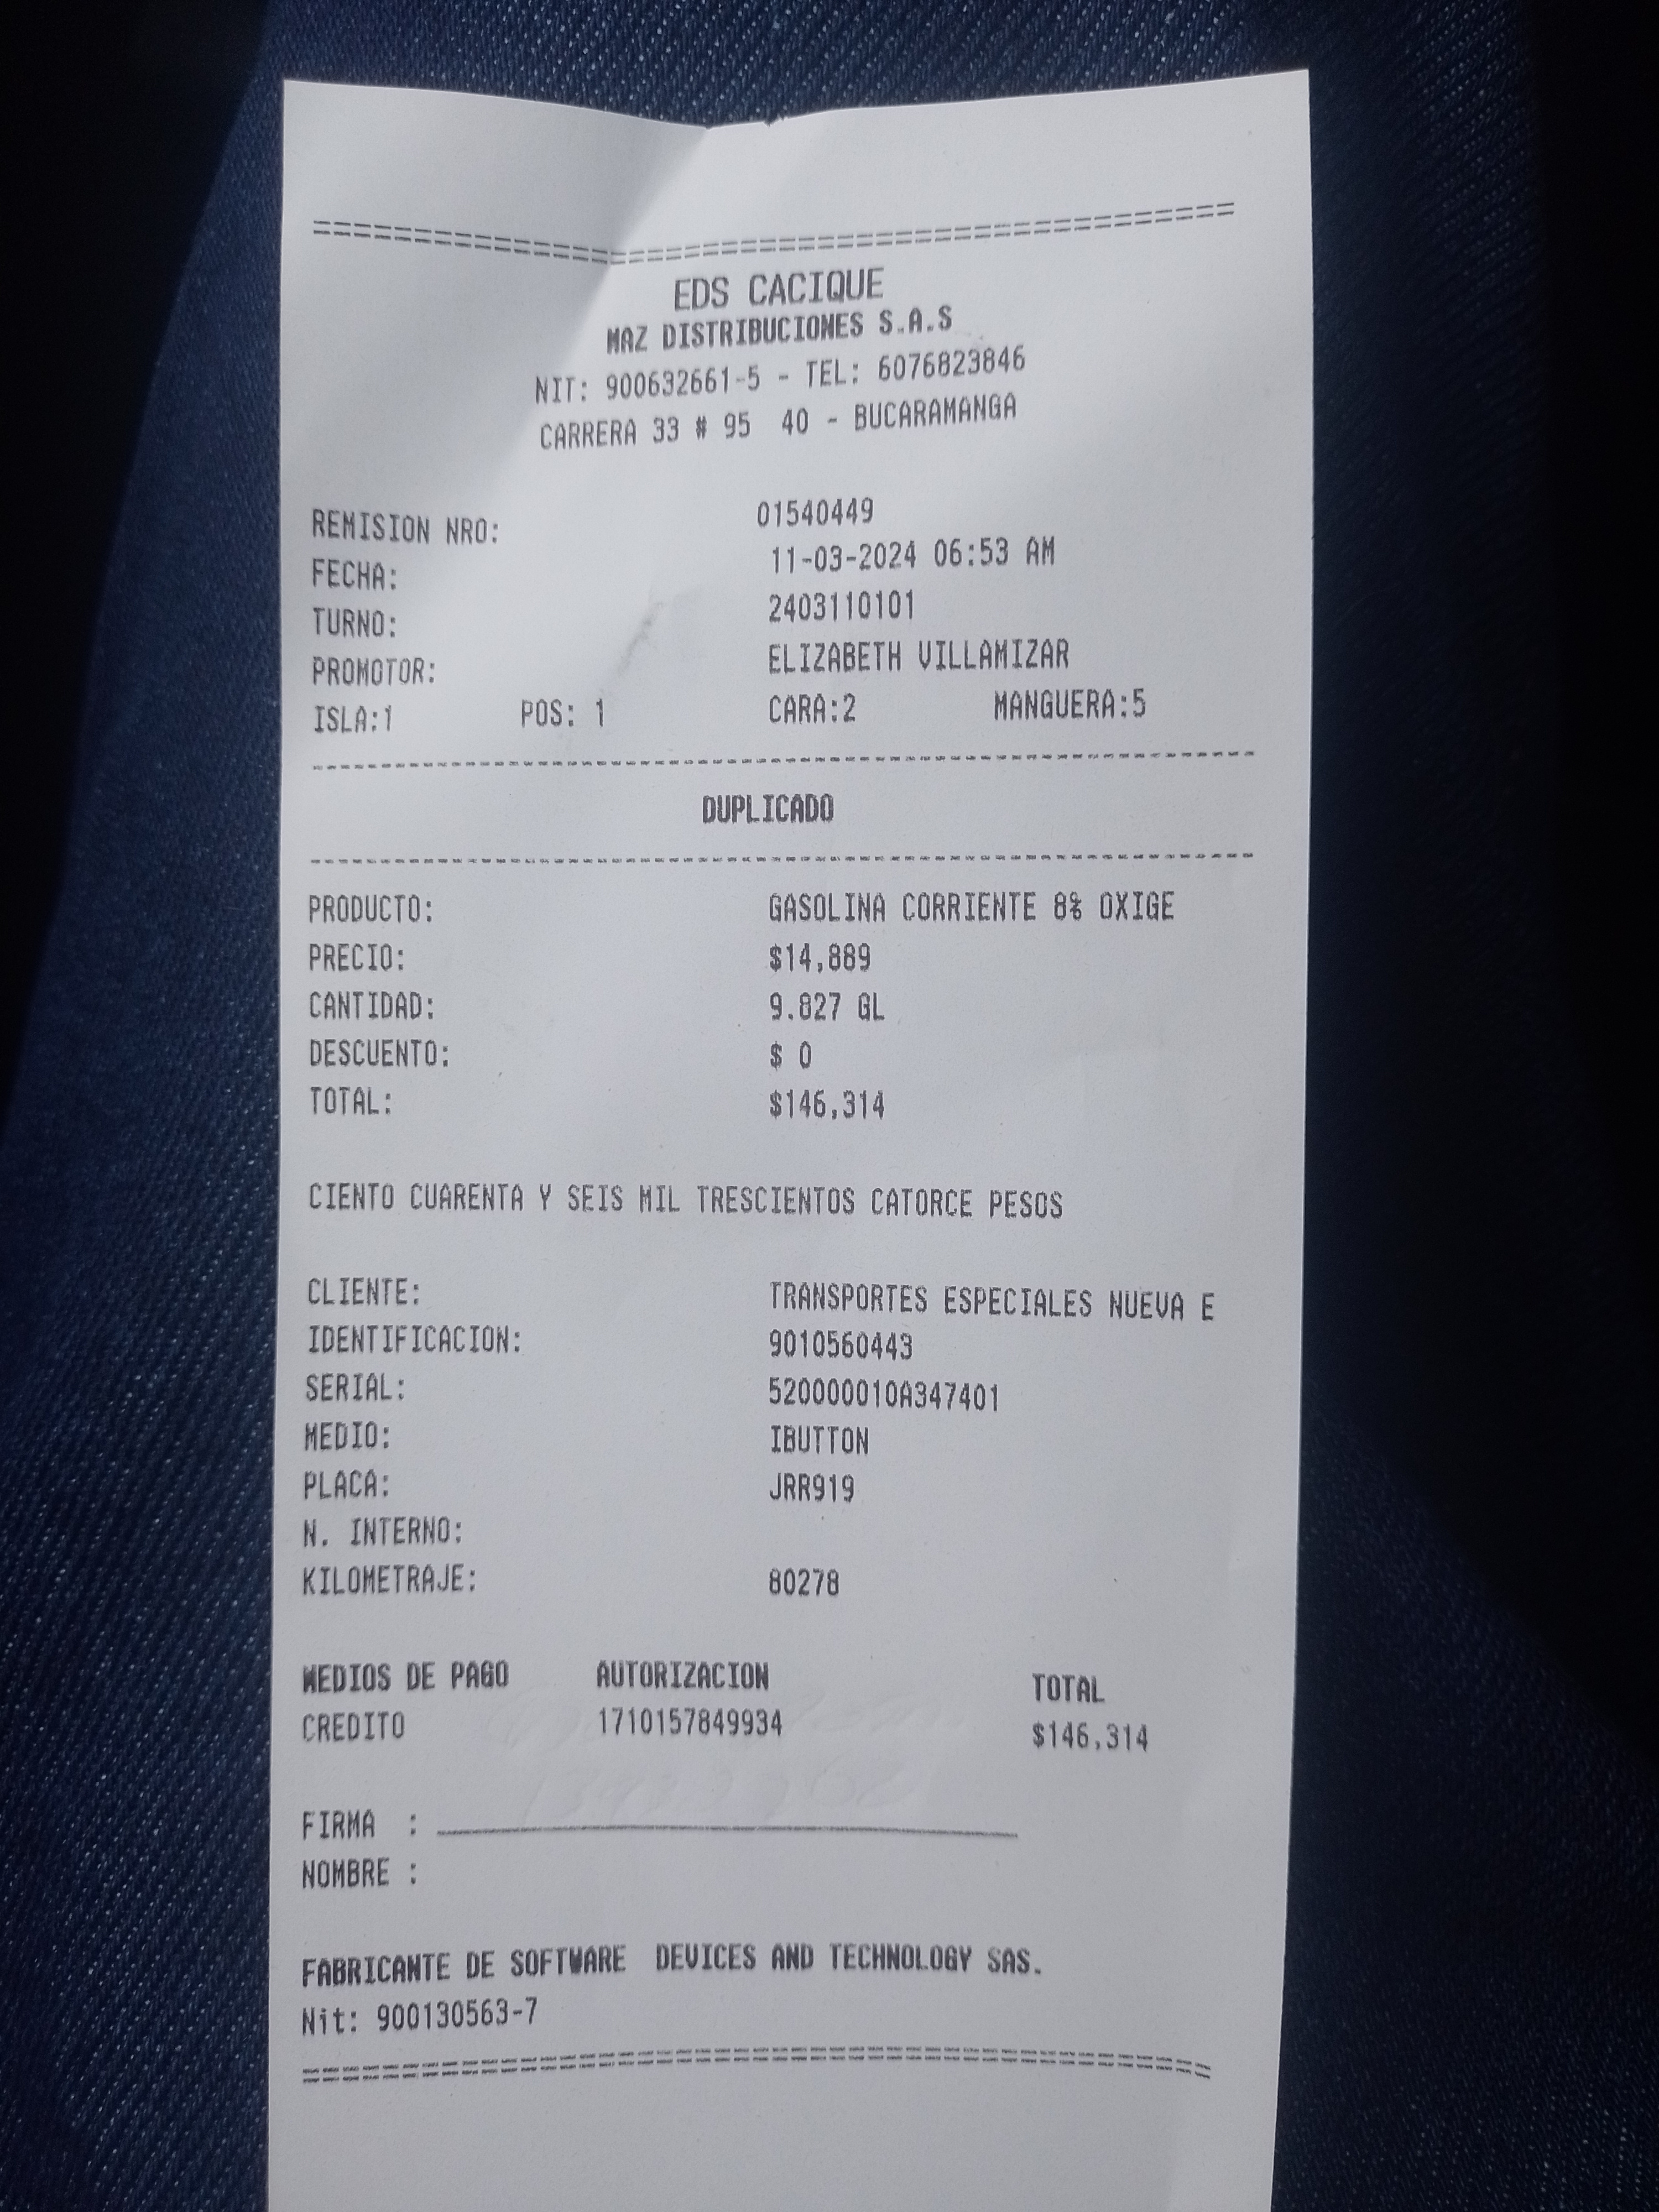 EDS CACIQUE
MAZ DISTRIBUCIONES S.A.S
NIT: 900632661-5 - TEL: 6076823846
CARRERA 33 # 95 40 - BUCARAMANGA
REMISION NRO: 01540449
FECHA: 11-03-2024 06:53 AM
TURNO: 2403110101
PROMOTOR: ELIZABETH VILLAMIZAR
ISLA:1 POS: 1 CARA:2 MANGUERA:5
DUPLICADO
PRODUCTO: GASOLINA CORRIENTE 8% OXIGE
PRECIO: $14,889
CANTIDAD: 9.827 GL
DESCUENTO: $ 0
TOTAL: $146,314
CIENTO CUARENTA Y SEIS MIL TRESCIENTOS CATORCE PESOS
CLIENTE: TRANSPORTES ESPECIALES NUEVA E
IDENTIFICACION: 9010560443
SERIAL: 520000010A347401
MEDIO: IBUTTON
PLACA: JRR919
N. INTERNO:
KILOMETRAJE: 80278
MEDIOS DE PAGO AUTORIZACION TOTAL
CREDITO 1710157849934 $146,314
FIRMA :
NOMBRE :
FABRICANTE DE SOFTWARE DEVICES AND TECHNOLOGY SAS.
Nit: 900130563-7